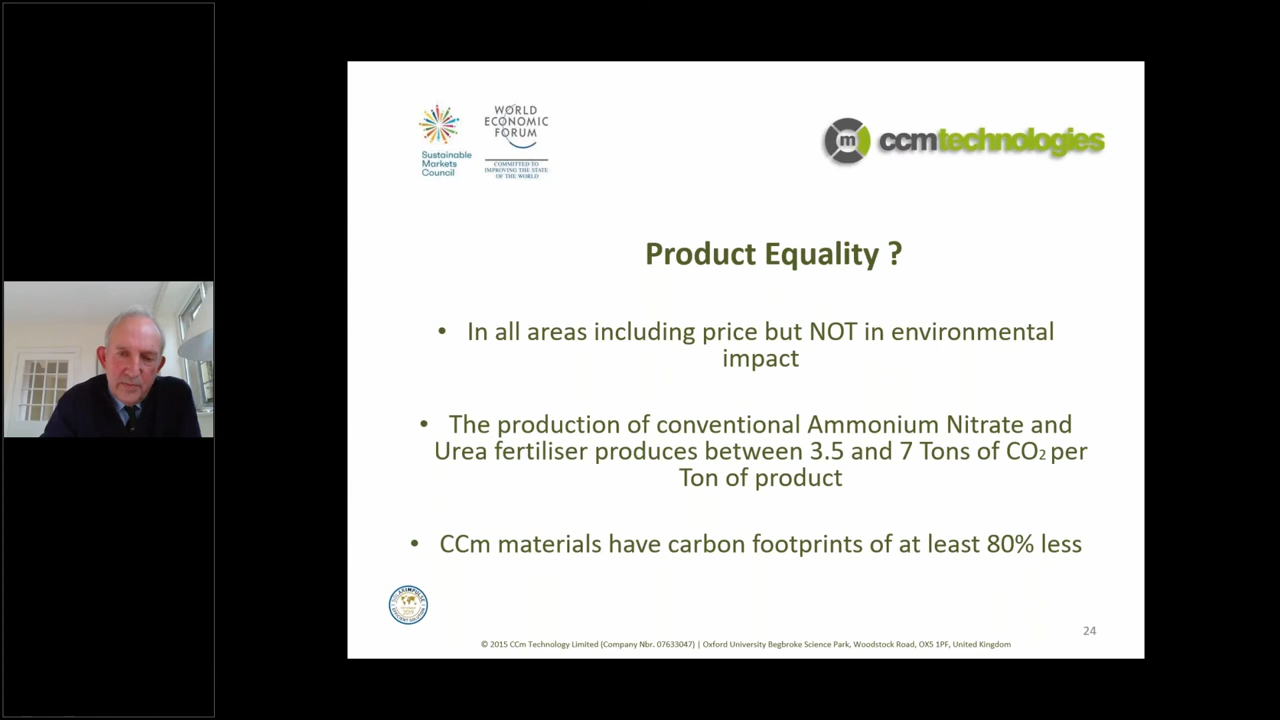 WORLD
ECONOMIC
FORUM
Sustainable
Markets
Council
COMMITTED TO
IMPROVING THE STATE
OF THE WORLD
m ccmtechnologies
Product Equality ?
• In all areas including price but NOT in environmental
impact
• The production of conventional Ammonium Nitrate and
Urea fertiliser produces between 3.5 and 7 Tons of CO₂ per
Ton of product
• CCm materials have carbon footprints of at least 80% less
SOLARIMPULSE
EFFICIENT SOLUTION
24
© 2015 CCm Technology Limited (Company Nbr. 07633047) | Oxford University Begbroke Science Park, Woodstock Road, OX5 1PF, United Kingdom